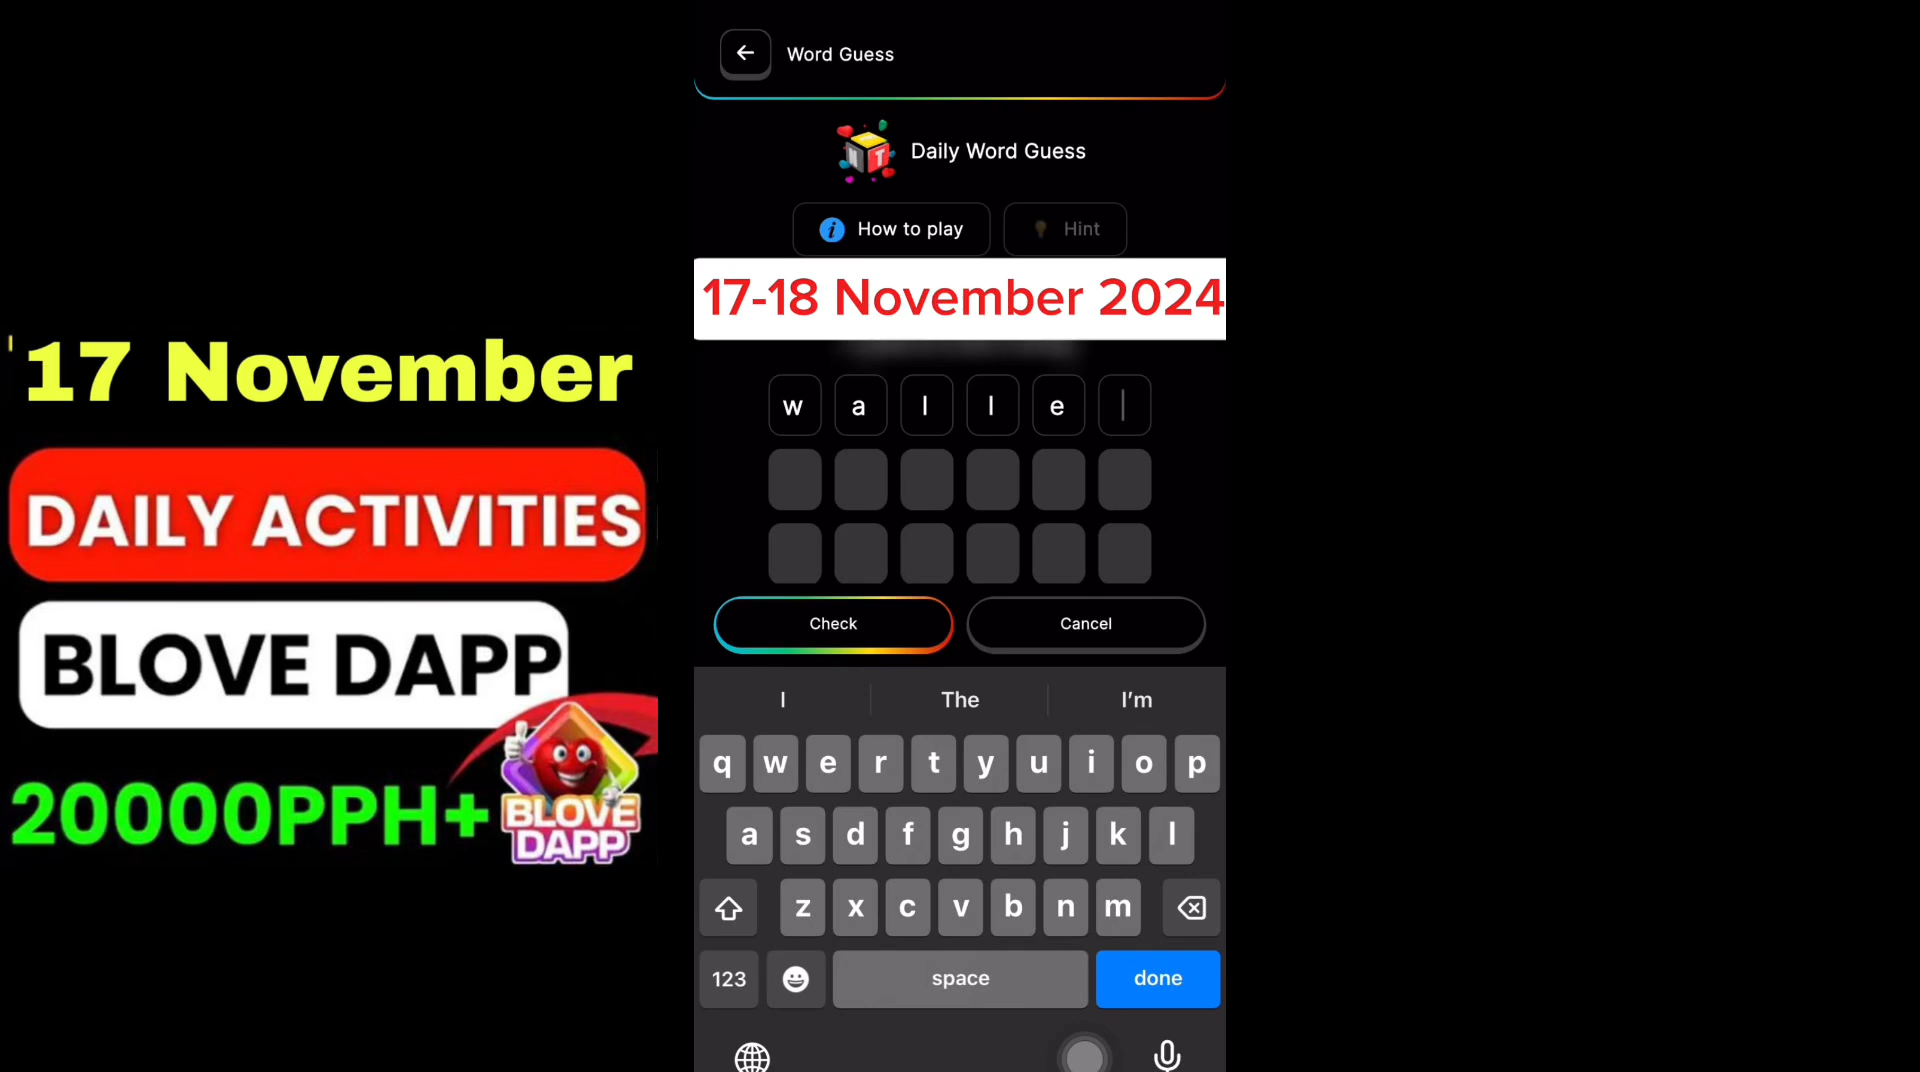 17 November
DAILY ACTIVITIES
BLOVE DAPP
20000PPH+
BLOVE
DAPP
Word Guess
Daily Word Guess
How to play
Hint
17-18 November 2024
w a l l e
Check
Cancel
I
The
I'm
q w e r t y u i o p
a s d f g h j k l
z x c v b n m
123
space
done